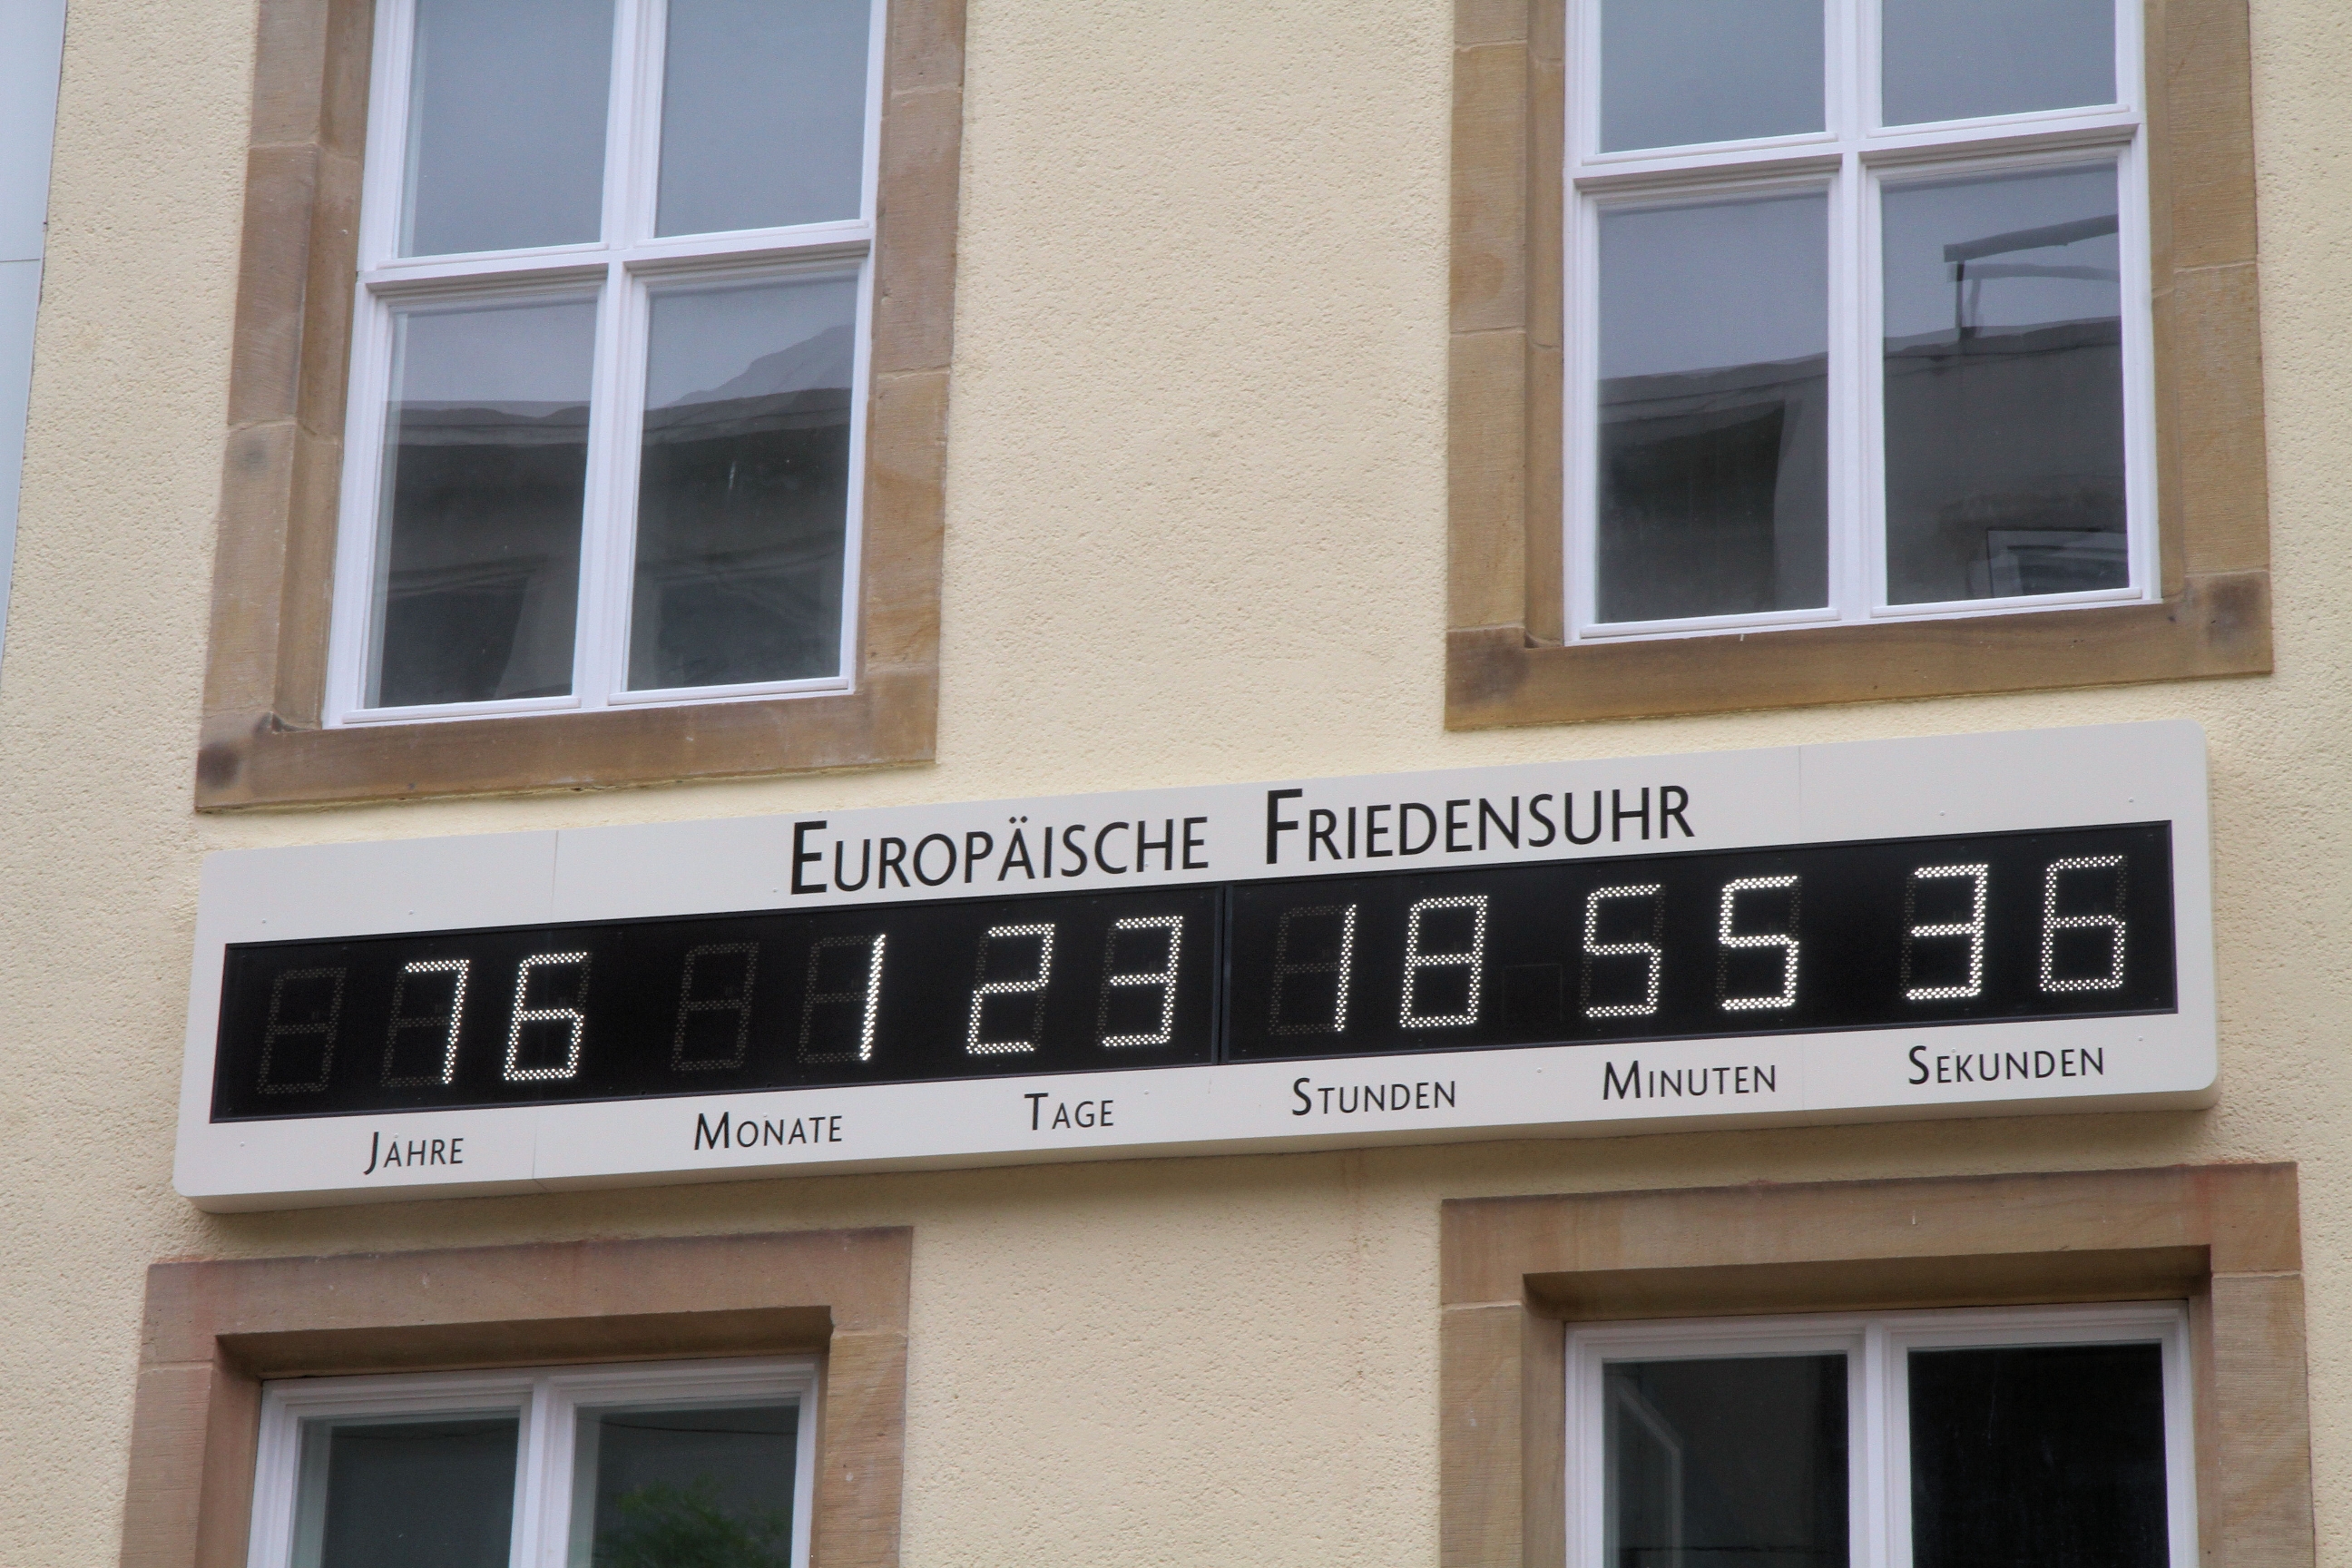 EUROPÄISCHE FRIEDENSUHR
76 1 23 18 55 36
JAHRE MONATE TAGE STUNDEN MINUTEN SEKUNDEN